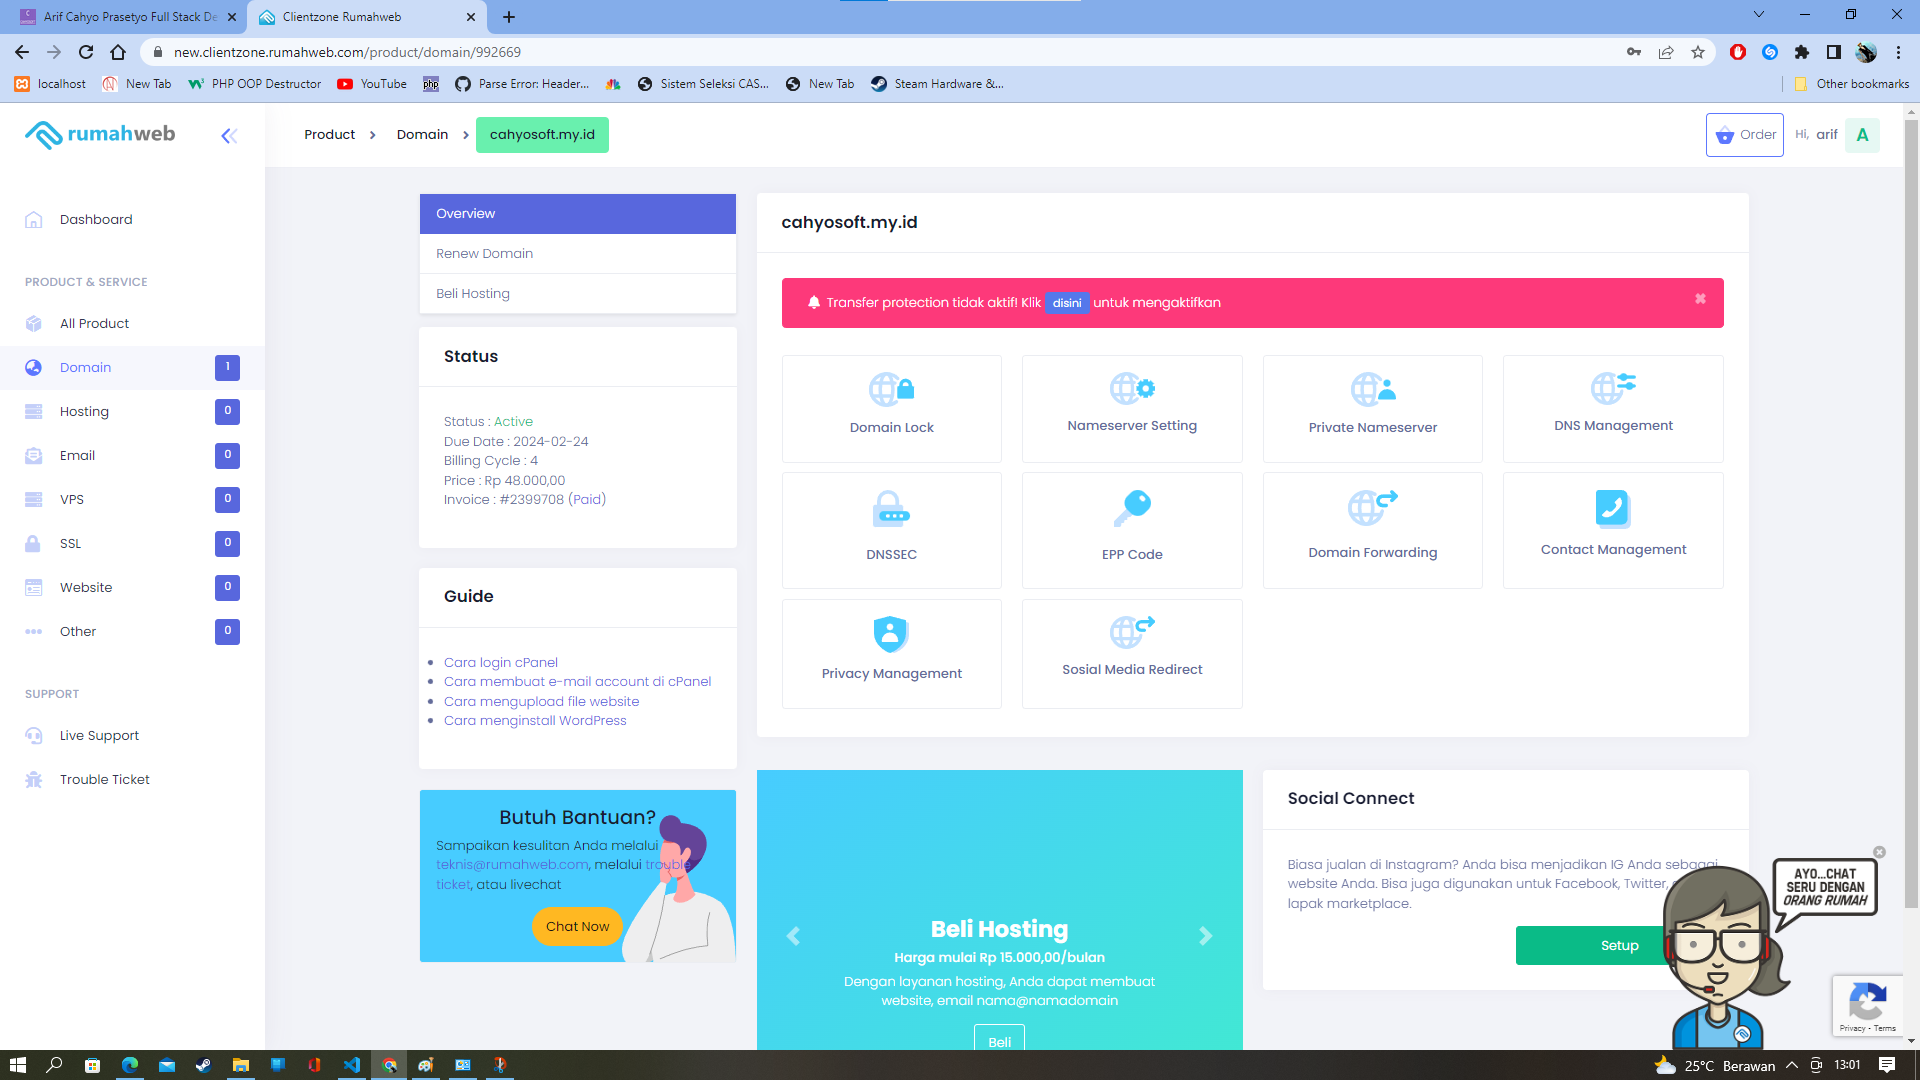 Arif Cahyo Prasetyo Full Stack De
Clientzone Rumahweb
new.clientzone.rumahweb.com/product/domain/992669
localhost
New Tab
PHP OOP Destructor
YouTube
php
Parse Error: Header...
Sistem Seleksi CAS...
New Tab
Steam Hardware &...
Other bookmarks
rumahweb
Product
Domain
cahyosoft.my.id
Order
Hi, arif
A
Dashboard
PRODUCT & SERVICE
All Product
Domain 1
Hosting 0
Email 0
VPS 0
SSL 0
Website 0
Other 0
SUPPORT
Live Support
Trouble Ticket
Overview
Renew Domain
Beli Hosting
Status
Status : Active
Due Date : 2024-02-24
Billing Cycle : 4
Price : Rp 48.000,00
Invoice : #2399708 (Paid)
Guide
Cara login cPanel
Cara membuat e-mail account di cPanel
Cara mengupload file website
Cara menginstall WordPress
Butuh Bantuan?
Sampaikan kesulitan Anda melalui
teknis@rumahweb.com, melalui trouble
ticket, atau livechat
Chat Now
cahyosoft.my.id
Transfer protection tidak aktif! Klik disini untuk mengaktifkan
Domain Lock
Nameserver Setting
Private Nameserver
DNS Management
DNSSEC
EPP Code
Domain Forwarding
Contact Management
Privacy Management
Sosial Media Redirect
Beli Hosting
Harga mulai Rp 15.000,00/bulan
Dengan layanan hosting, Anda dapat membuat
website, email nama@namadomain
Beli
Social Connect
Biasa jualan di Instagram? Anda bisa menjadikan IG Anda sebagai
website Anda. Bisa juga digunakan untuk Facebook, Twitter,
lapak marketplace.
Setup
AYO...CHAT
SERU DENGAN
ORANG RUMAH
Privacy - Terms
25°C Berawan
13:01